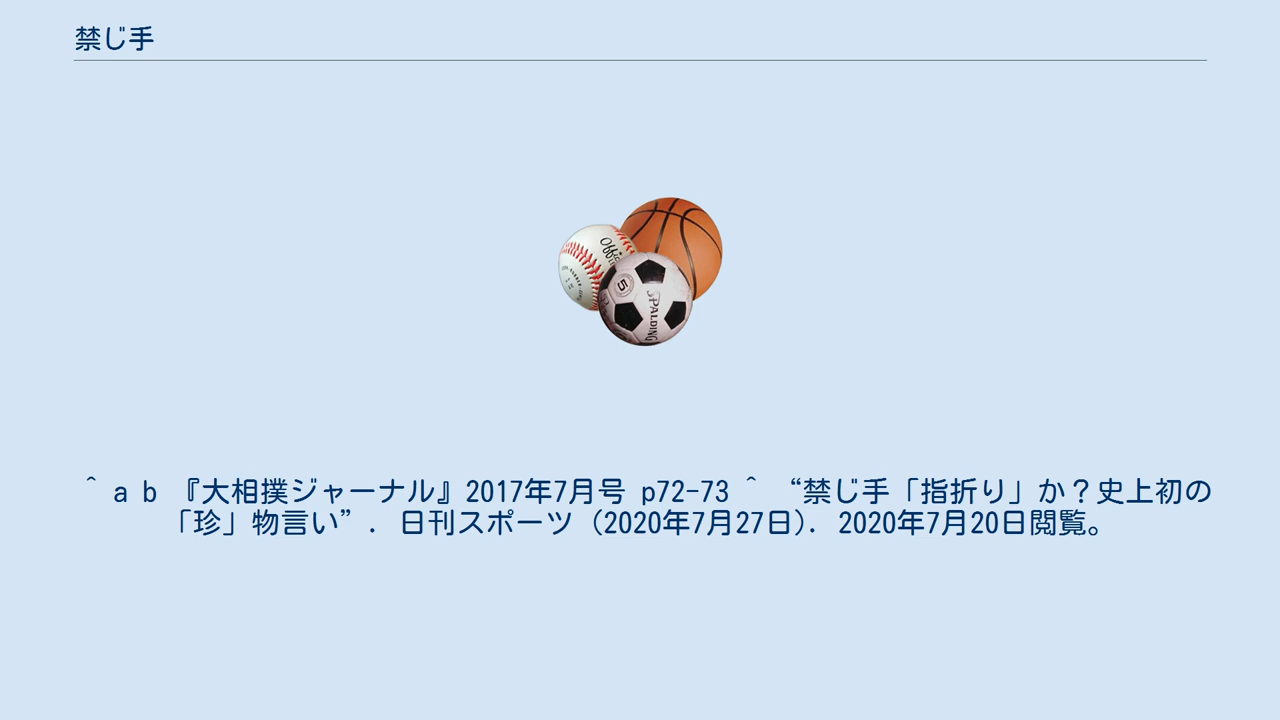 禁じ手
Offic
5
SPALDING
^ a b 『大相撲ジャーナル』2017年7月号 p72-73 ^ “禁じ手「指折り」か？史上初の
「珍」物言い”. 日刊スポーツ (2020年7月27日). 2020年7月20日閲覧。